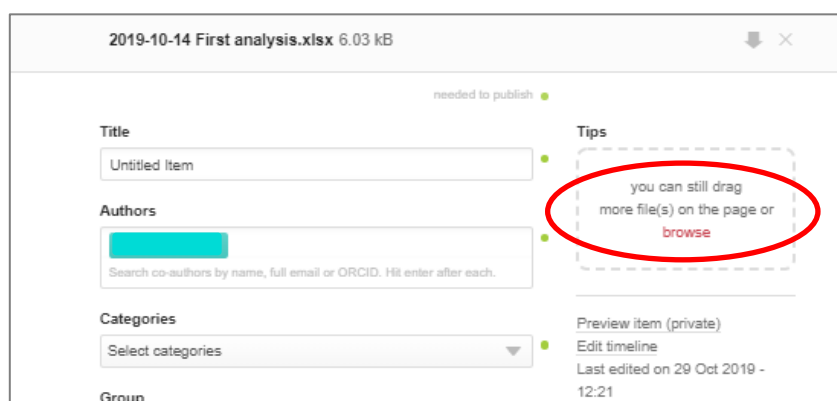 2019-10-14 First analysis.xlsx 6.03 kB
needed to publish
Title
Untitled Item
Authors
Search co-authors by name, full email or ORCID. Hit enter after each.
Categories
Select categories
Group
Tips
you can still drag
more file(s) on the page or
browse
Preview item (private)
Edit timeline
Last edited on 29 Oct 2019 -
12:21